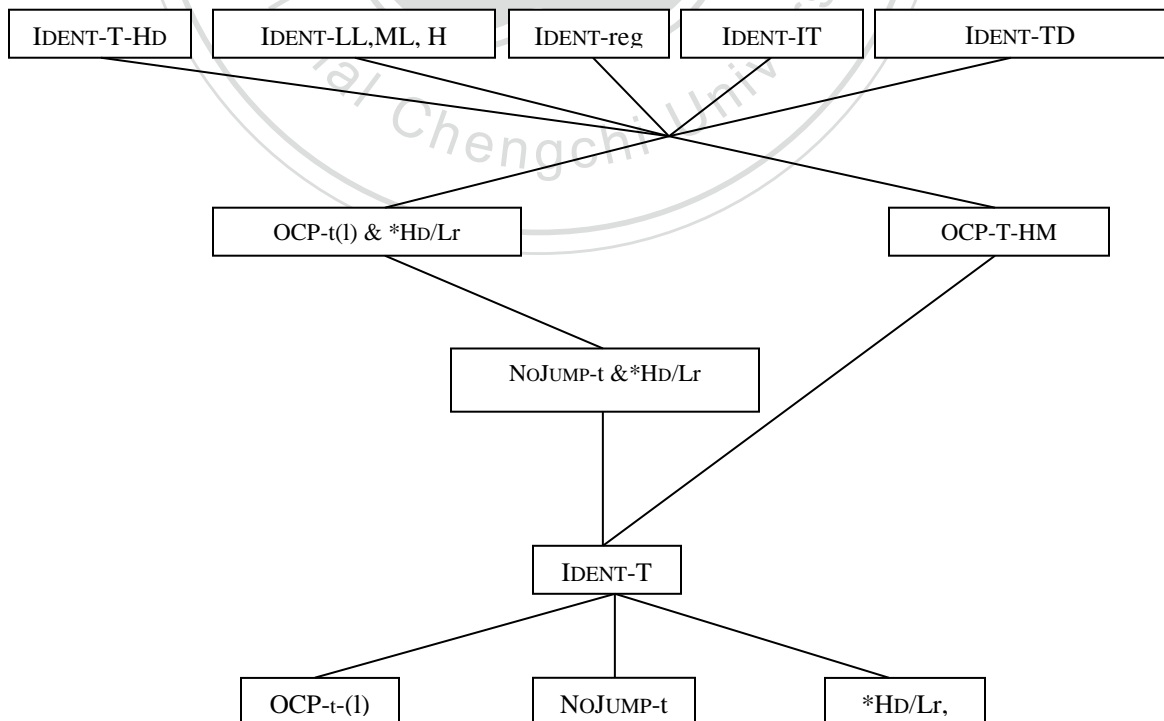 IDENT-T-HD
IDENT-LL,ML, H
IDENT-reg
IDENT-IT
IDENT-TD
Chengchi Univ
OCP-t(l) & *HD/Lr
OCP-T-HM
NOJUMP-t &*HD/Lr
IDENT-T
OCP-t-(l)
NOJUMP-t
*HD/Lr,